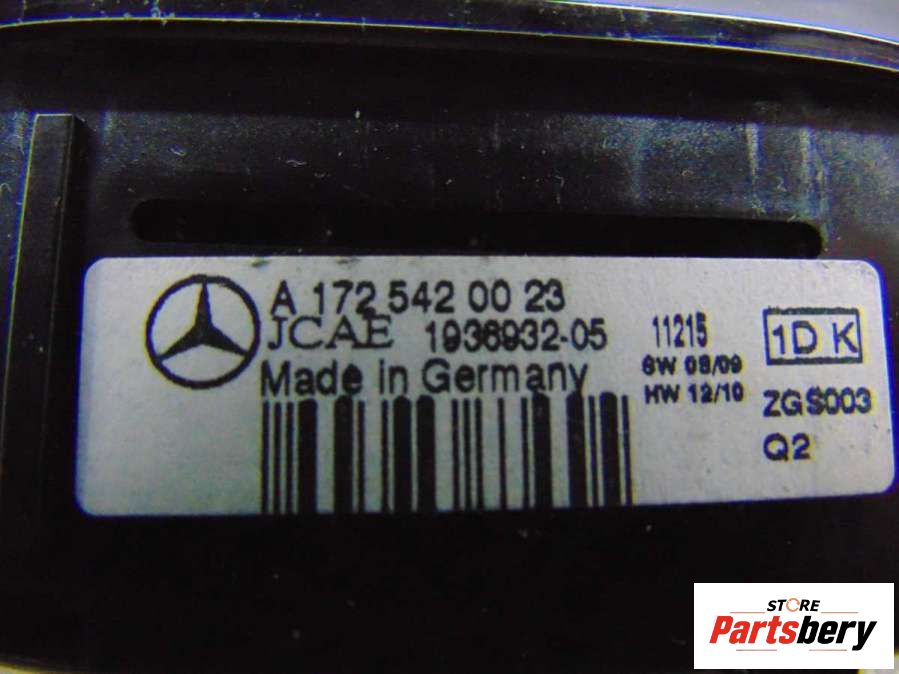 A 172 542 00 23
JCAE 1936932-05
Made in Germany
11215
SW 08/09
HW 12/10
1D K
ZGS003
Q2
STORE
Partsbery